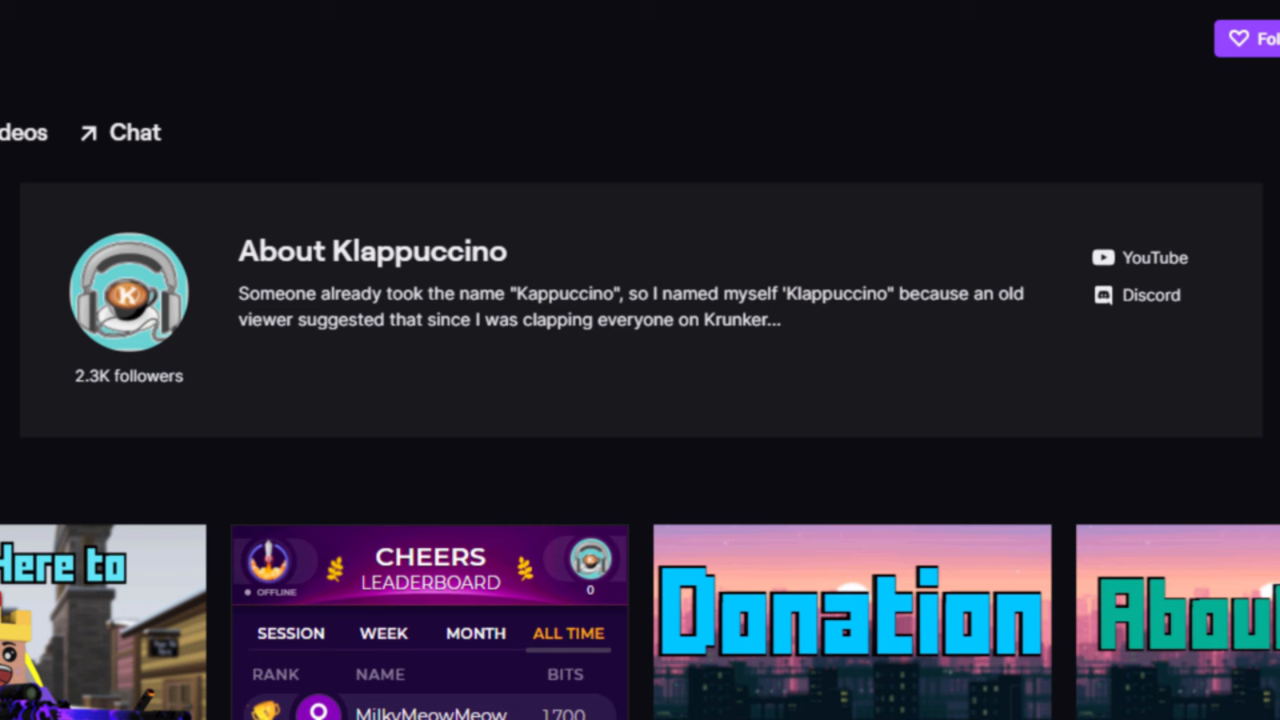 Fol
deos
Chat
About Klappuccino
Someone already took the name "Kappuccino", so I named myself 'Klappuccino" because an old
viewer suggested that since I was clapping everyone on Krunker...
YouTube
Discord
K
2.3K followers
Here to
CHEERS
LEADERBOARD
OFFLINE
0
SESSION WEEK MONTH ALL TIME
RANK NAME BITS
MilkyMeowMeow 1700
Donation
Abou